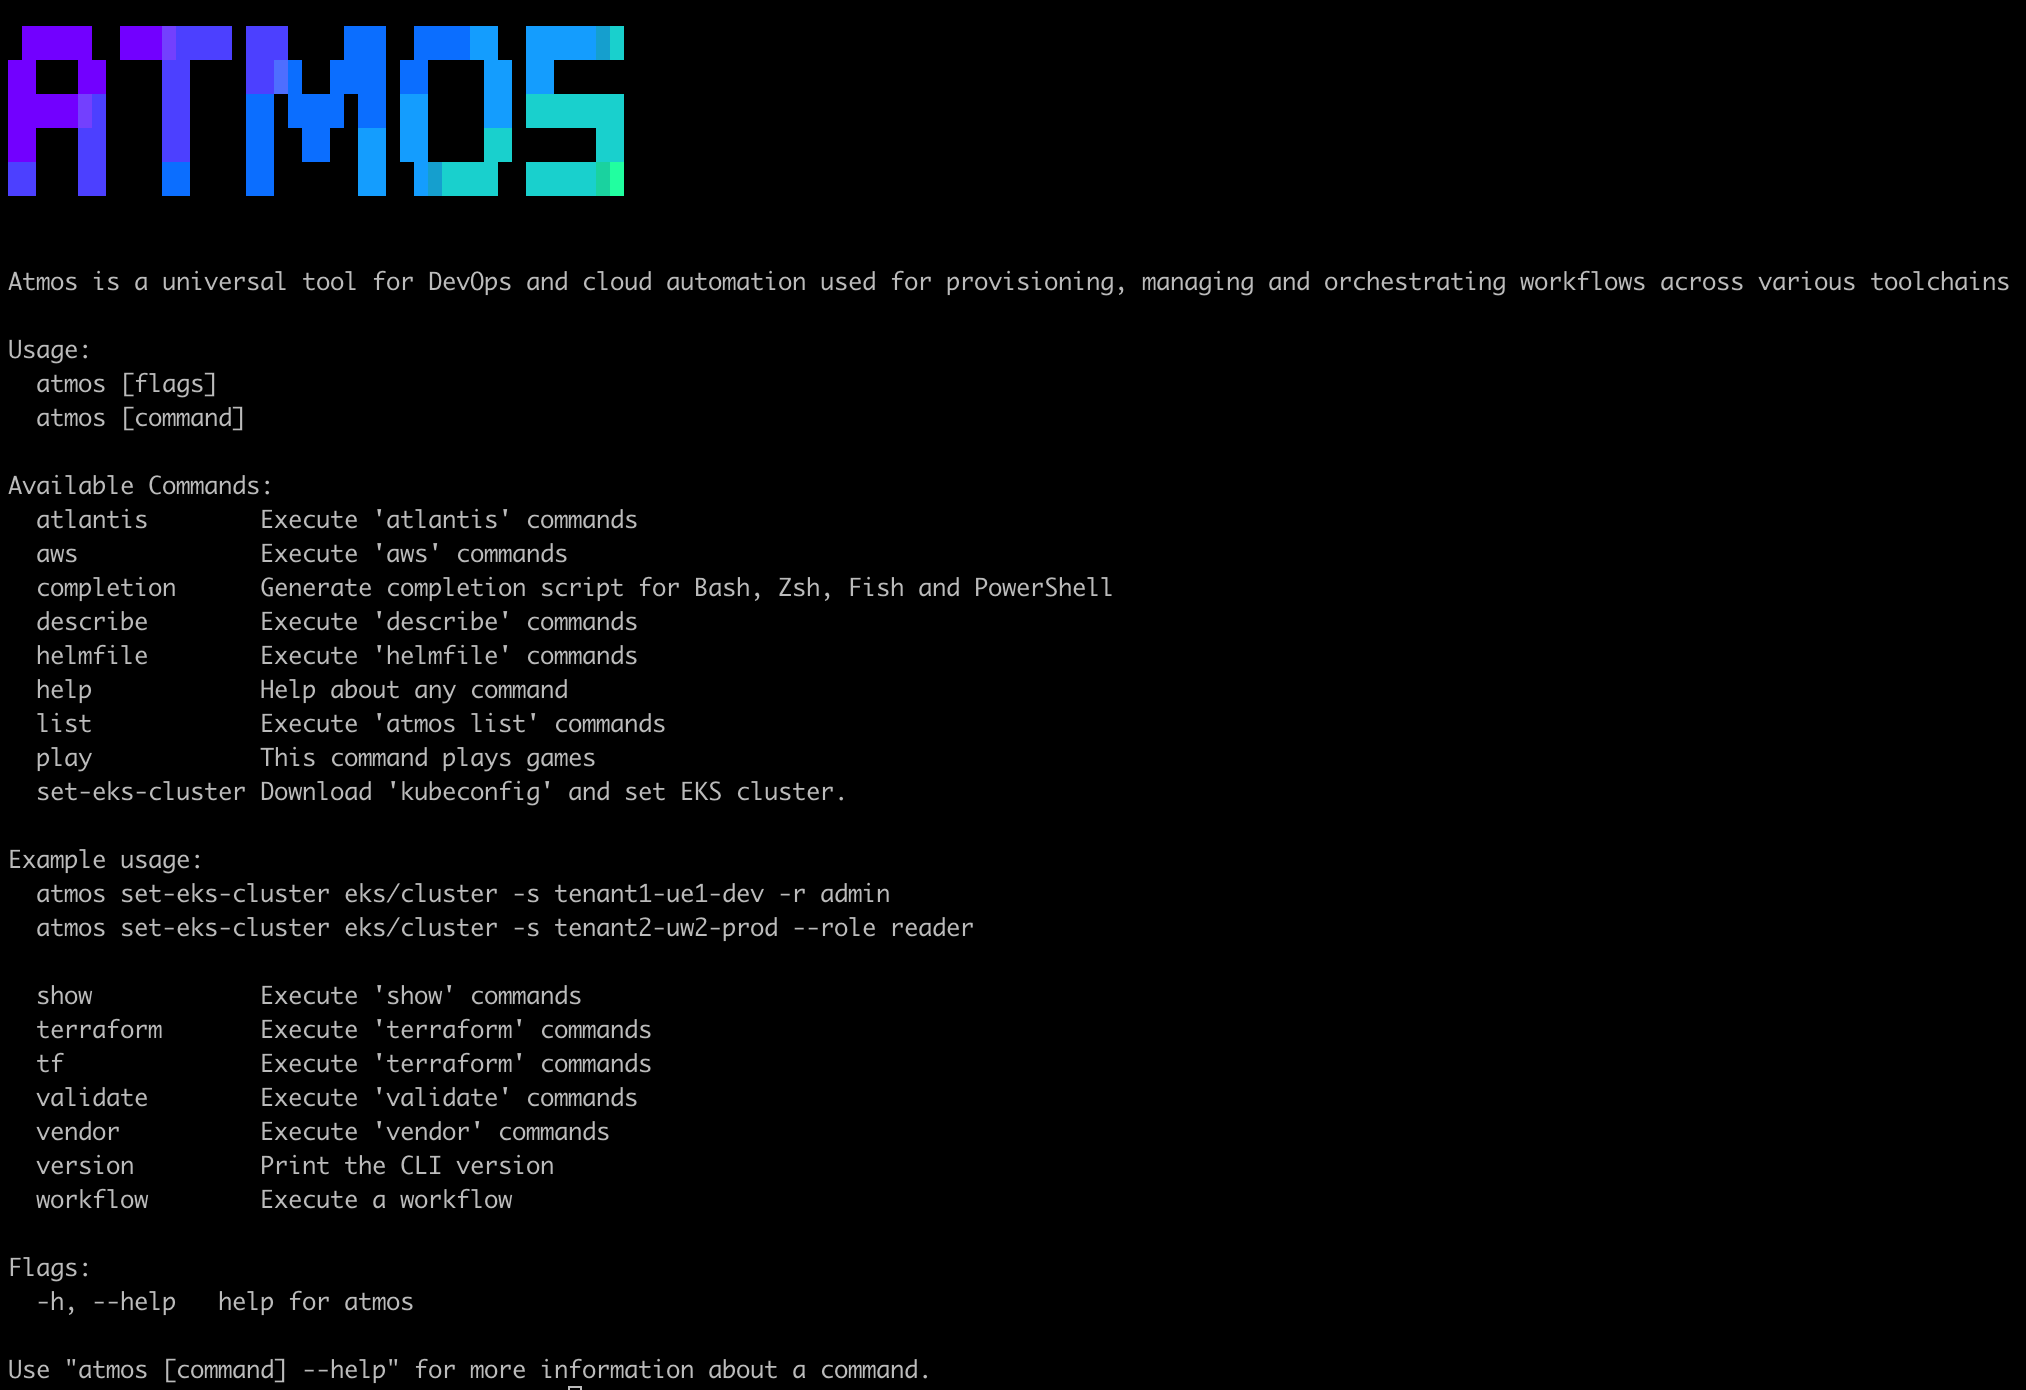 ATMOS
Atmos is a universal tool for DevOps and cloud automation used for provisioning, managing and orchestrating workflows across various toolchains
Usage:
  atmos [flags]
  atmos [command]
Available Commands:
  atlantis        Execute 'atlantis' commands
  aws             Execute 'aws' commands
  completion      Generate completion script for Bash, Zsh, Fish and PowerShell
  describe        Execute 'describe' commands
  helmfile        Execute 'helmfile' commands
  help            Help about any command
  list            Execute 'atmos list' commands
  play            This command plays games
  set-eks-cluster Download 'kubeconfig' and set EKS cluster.
Example usage:
  atmos set-eks-cluster eks/cluster -s tenant1-ue1-dev -r admin
  atmos set-eks-cluster eks/cluster -s tenant2-uw2-prod --role reader
  show            Execute 'show' commands
  terraform       Execute 'terraform' commands
  tf              Execute 'terraform' commands
  validate        Execute 'validate' commands
  vendor          Execute 'vendor' commands
  version         Print the CLI version
  workflow        Execute a workflow
Flags:
  -h, --help   help for atmos
Use "atmos [command] --help" for more information about a command.